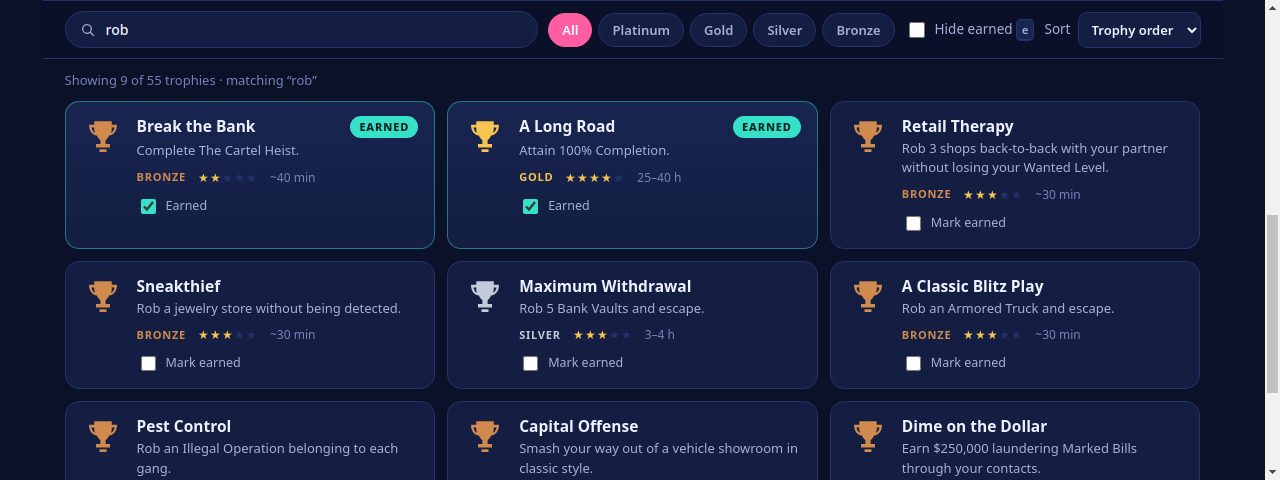 rob
All Platinum Gold Silver Bronze Hide earned e Sort Trophy order
Showing 9 of 55 trophies · matching “rob”
Break the Bank EARNED
Complete The Cartel Heist.
BRONZE ★★★★★ ~40 min
Earned
A Long Road EARNED
Attain 100% Completion.
GOLD ★★★★★ 25–40 h
Earned
Retail Therapy
Rob 3 shops back-to-back with your partner
without losing your Wanted Level.
BRONZE ★★★★★ ~30 min
Mark earned
Sneakthief
Rob a jewelry store without being detected.
BRONZE ★★★★★ ~30 min
Mark earned
Maximum Withdrawal
Rob 5 Bank Vaults and escape.
SILVER ★★★★★ 3–4 h
Mark earned
A Classic Blitz Play
Rob an Armored Truck and escape.
BRONZE ★★★★★ ~30 min
Mark earned
Pest Control
Rob an Illegal Operation belonging to each
gang.
Capital Offense
Smash your way out of a vehicle showroom in
classic style.
Dime on the Dollar
Earn $250,000 laundering Marked Bills
through your contacts.